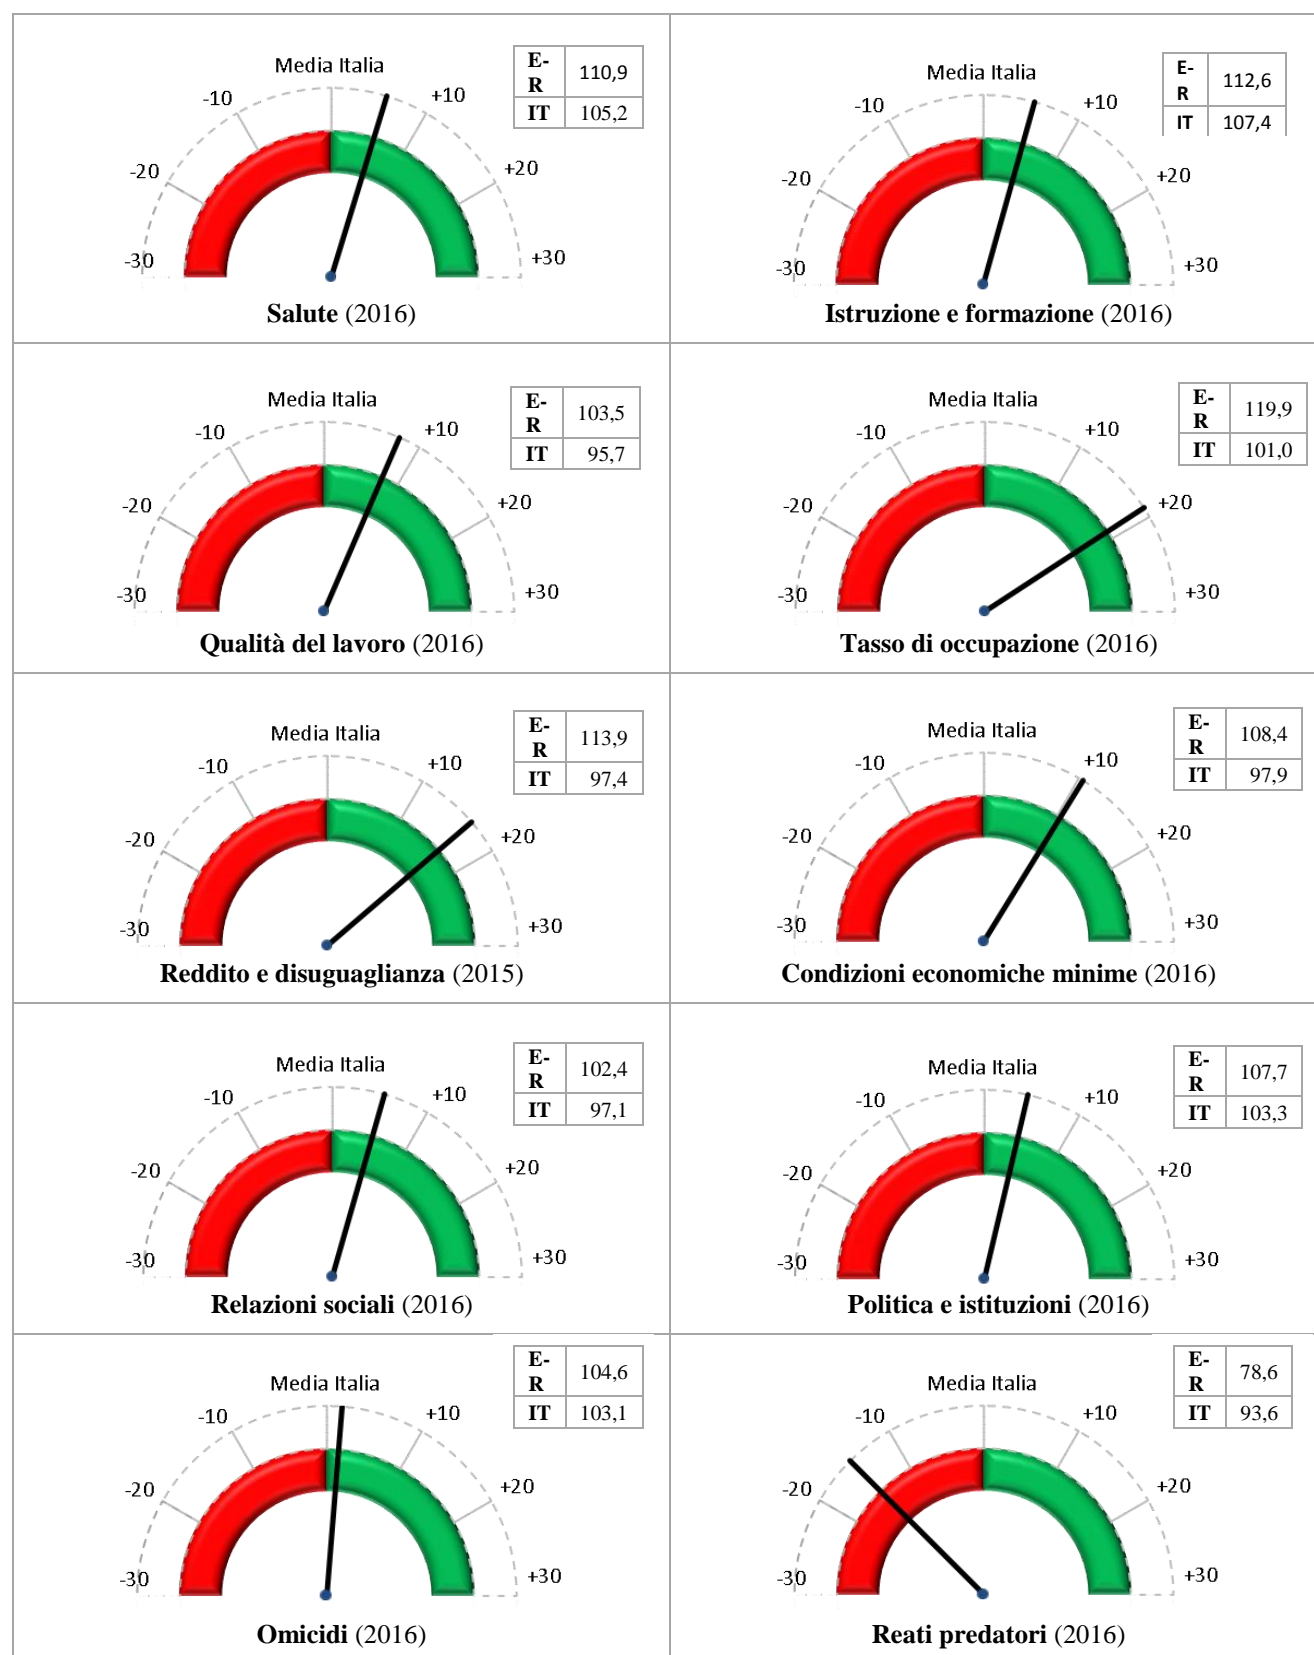 Media Italia
-10
+10
-20
+20
-30
+30
E-
R
110,9
IT
105,2
Salute (2016)
Media Italia
-10
+10
-20
+20
-30
+30
E-
R
112,6
IT
107,4
Istruzione e formazione (2016)
Media Italia
-10
+10
-20
+20
-30
+30
E-
R
103,5
IT
95,7
Qualità del lavoro (2016)
Media Italia
-10
+10
-20
+20
-30
+30
E-
R
119,9
IT
101,0
Tasso di occupazione (2016)
Media Italia
-10
+10
-20
+20
-30
+30
E-
R
113,9
IT
97,4
Reddito e disuguaglianza (2015)
Media Italia
-10
+10
-20
+20
-30
+30
E-
R
108,4
IT
97,9
Condizioni economiche minime (2016)
Media Italia
-10
+10
-20
+20
-30
+30
E-
R
102,4
IT
97,1
Relazioni sociali (2016)
Media Italia
-10
+10
-20
+20
-30
+30
E-
R
107,7
IT
103,3
Politica e istituzioni (2016)
Media Italia
-10
+10
-20
+20
-30
+30
E-
R
104,6
IT
103,1
Omicidi (2016)
Media Italia
-10
+10
-20
+20
-30
+30
E-
R
78,6
IT
93,6
Reati predatori (2016)